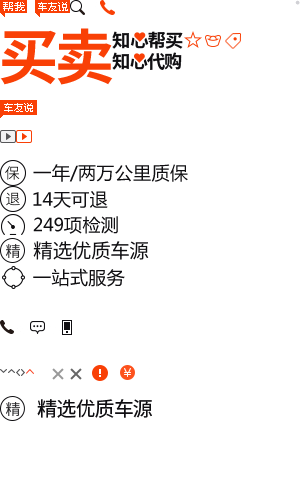 帮我 车友说
买卖
知心帮买
知心代购
车友说
保 一年/两万公里质保
退 14天可退
249项检测
精 精选优质车源
一站式服务
精 精选优质车源